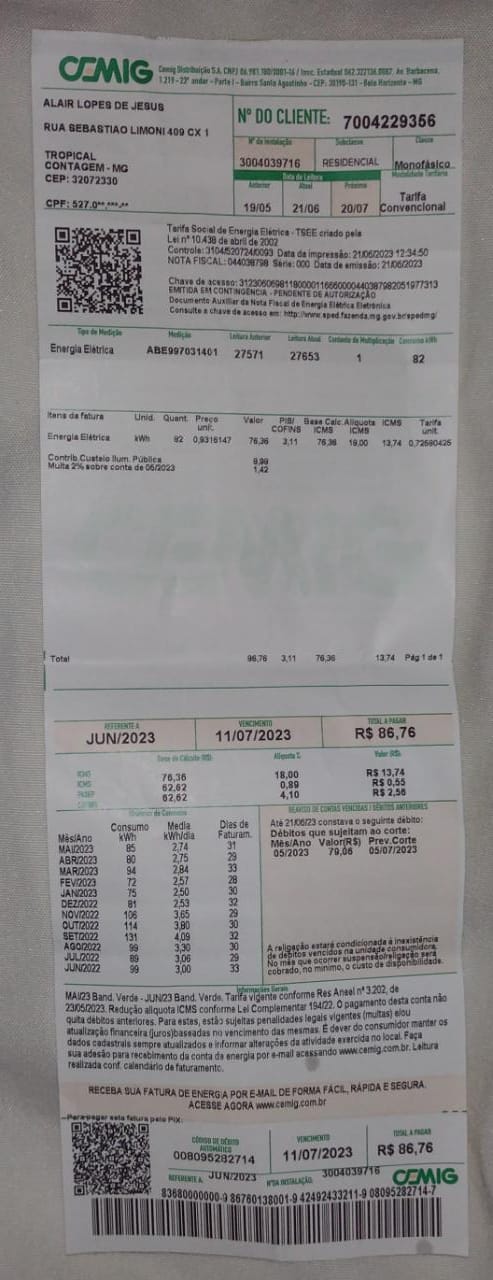 CEMIG
Cemig Distribuição S.A. CNPJ 06.981.180/0001-16 / Insc. Estadual 062.322136.0087. Av. Barbacena,
1.219 - 23º andar - Parte I - Bairro Santo Agostinho - CEP: 30190-131 - Belo Horizonte - MG
ALAIR LOPES DE JESUS
RUA SEBASTIAO LIMONI 409 CX 1
TROPICAL
CONTAGEM - MG
CEP: 32072330
CPF: 527.0**.***-**
Nº DO CLIENTE: 7004229356
Nº da Instalação Subclasse Classe
3004039716 RESIDENCIAL Monofásico
Data de Leitura Modalidade Tarifária
Anterior Atual Próxima
19/05 21/06 20/07 Tarifa Convencional
Tarifa Social de Energia Elétrica - TSEE criado pela
Lei nº 10.438 de abril de 2002
Controle: 3104/520724/0093 Data da impressão: 21/06/2023 12:34:50
NOTA FISCAL: 044038798 Série: 000 Data de emissão: 21/06/2023
Chave de acesso:
EMITIDA EM CONTINGÊNCIA - PENDENTE DE AUTORIZAÇÃO
Documento Auxiliar da Nota Fiscal de Energia Elétrica Eletrônica
Consulte a chave de acesso em: http://www.sped.fazenda.mg.gov.br/spedmg/
Tipo de Medição Medição Leitura Anterior Leitura Atual Constante de Multiplicação Consumo kWh
Energia Elétrica ABE997031401 27571 27653 1 82
Itens da fatura Unid. Quant. Preço unit. Valor PIS/COFINS Base Calc. ICMS Aliquota ICMS ICMS Tarifa unit.
Energia Elétrica kWh 82 0,9316147 76,36 3,11 76,36 18,00 13,74 0,72580425
Contrib. Custeio Ilum. Pública 8,98
Multa 2% sobre conta de 05/2023 1,42
Total 86,76 3,11 76,36 13,74 Pág 1 de 1
REFERENTE A VENCIMENTO TOTAL A PAGAR
JUN/2023 11/07/2023 R$ 86,76
Base de Cálculo (R$) Alíquota % Valor (R$)
76,36 18,00 R$ 13,74
62,62 0,89 R$ 0,55
62,62 4,10 R$ 2,56
Histórico de Consumo
Mês/Ano Consumo kWh Media kWh/dia Dias de Faturam.
MAI/2023 85 2,74 31
ABR/2023 80 2,75 29
MAR/2023 94 2,84 33
FEV/2023 72 2,57 28
JAN/2023 75 2,50 30
DEZ/2022 81 2,53 32
NOV/2022 106 3,65 29
OUT/2022 114 3,80 30
SET/2022 131 4,09 32
AGO/2022 99 3,30 30
JUL/2022 89 3,06 29
JUN/2022 99 3,00 33
REAVISO DE CONTAS VENCIDAS / DÉBITOS ANTERIORES
Até 21/06/23 constava o seguinte débito:
Débitos que sujeitam ao corte:
Mês/Ano Valor(R$) Prev.Corte
05/2023 79,06 05/07/2023
A religação estará condicionada à inexistência
de débitos vencidos na unidade consumidora.
No mês que ocorrer suspensão/religação será
cobrado, no mínimo, o custo de disponibilidade.
Informações Gerais
MAI/23 Band. Verde - JUN/23 Band. Verde. Tarifa vigente conforme Res Aneel nº 3.202, de
23/05/2023. Redução aliquota ICMS conforme Lei Complementar 194/22. O pagamento desta conta não
quita débitos anteriores. Para estes, estão sujeitas penalidades legais vigentes (multas) e/ou
atualização financeira (juros)baseadas no vencimento das mesmas. É dever do consumidor manter os
dados cadastrais sempre atualizados e informar alterações da atividade exercida no local. Faça
sua adesão para recebimento da conta de energia por e-mail acessando www.cemig.com.br. Leitura
realizada conf. calendário de faturamento.
RECEBA SUA FATURA DE ENERGIA POR E-MAIL DE FORMA FÁCIL, RÁPIDA E SEGURA.
ACESSE AGORA www.cemig.com.br
Para pagar esta fatura pelo PIX:
CÓDIGO DE DÉBITO AUTOMÁTICO VENCIMENTO TOTAL A PAGAR
008095282714 11/07/2023 R$ 86,76
REFERENTE A JUN/2023 Nº DA INSTALAÇÃO: 3004039716 CEMIG
83680000000-9 86760138001-9 42492433211-9 08095282714-7